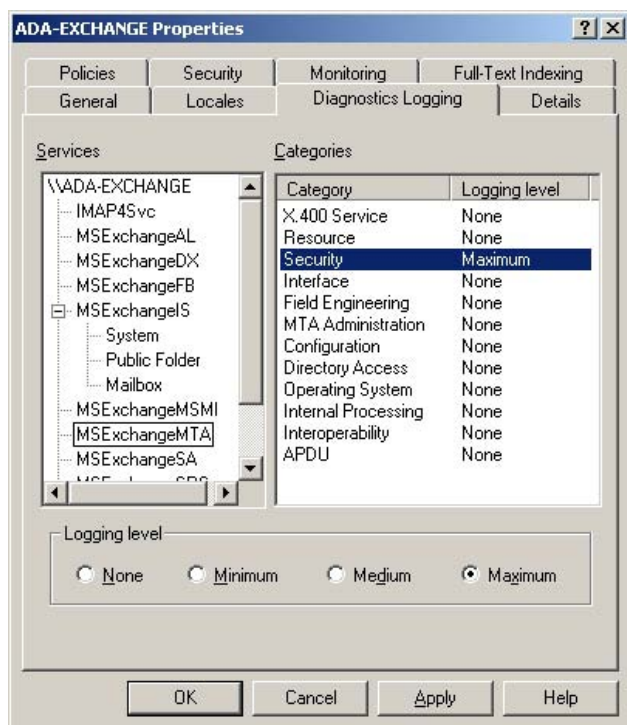 ADA-EXCHANGE Properties
Policies Security Monitoring Full-Text Indexing
General Locales Diagnostics Logging Details
Services
\\ADA-EXCHANGE
IMAP4Svc
MSExchangeAL
MSExchangeDX
MSExchangeFB
MSExchangeIS
System
Public Folder
Mailbox
MSExchangeMSMI
MSExchangeMTA
MSExchangeSA
Categories
Category Logging level
X.400 Service None
Resource None
Security Maximum
Interface None
Field Engineering None
MTA Administration None
Configuration None
Directory Access None
Operating System None
Internal Processing None
Interoperability None
APDU None
Logging level
None Minimum Medium Maximum
OK Cancel Apply Help